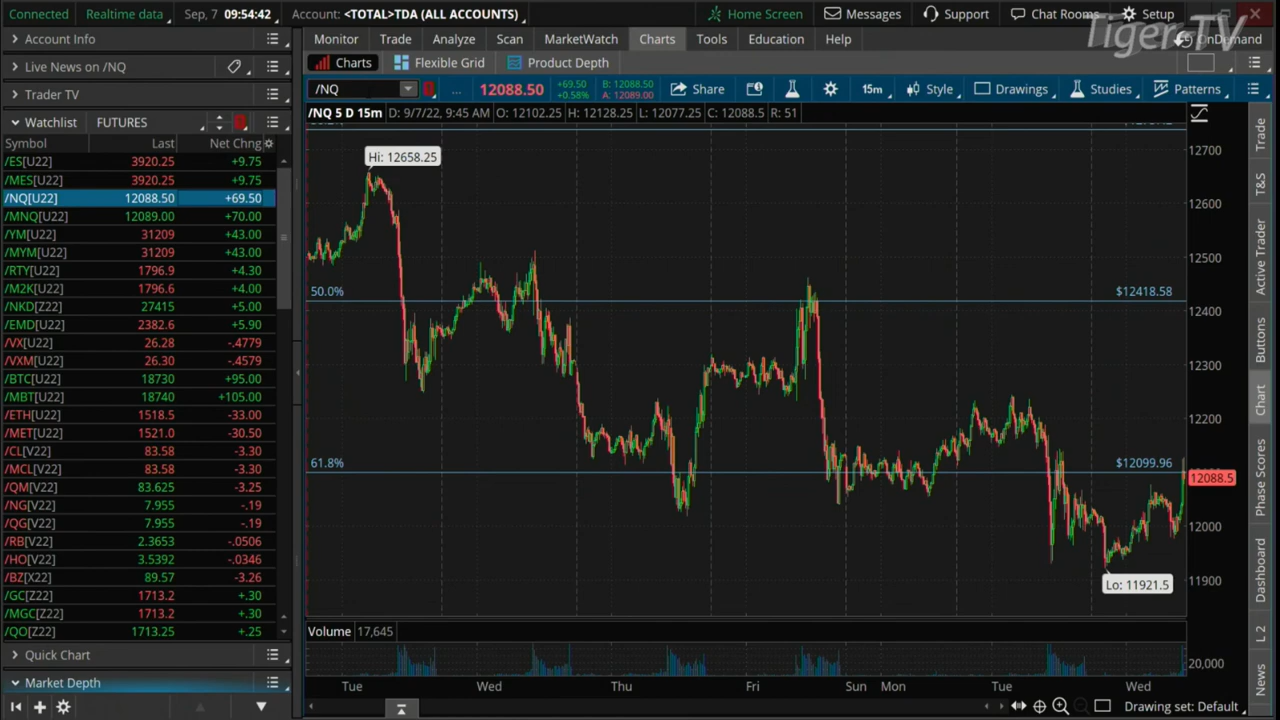 Connected Realtime data Sep, 7 09:54:42 Account: <TOTAL>TDA (ALL ACCOUNTS) Home Screen Messages Support Chat Rooms Setup
Tiger TV
OnDemand
Account Info
Live News on /NQ
Trader TV
Watchlist FUTURES
Symbol Last Net Chng
/ES[U22] 3920.25 +9.75
/MES[U22] 3920.25 +9.75
/NQ[U22] 12088.50 +69.50
/MNQ[U22] 12089.00 +70.00
/YM[U22] 31209 +43.00
/MYM[U22] 31209 +43.00
/RTY[U22] 1796.9 +4.30
/M2K[U22] 1796.6 +4.00
/NKD[Z22] 27415 +5.00
/EMD[U22] 2382.6 +5.90
/VX[U22] 26.28 -.4779
/VXM[U22] 26.30 -.4579
/BTC[U22] 18730 +95.00
/MBT[U22] 18740 +105.00
/ETH[U22] 1518.5 -33.00
/MET[U22] 1521.0 -30.50
/CL[V22] 83.58 -3.30
/MCL[V22] 83.58 -3.30
/QM[V22] 83.625 -3.25
/NG[V22] 7.955 -.19
/QG[V22] 7.955 -.19
/RB[V22] 2.3653 -.0506
/HO[V22] 3.5392 -.0346
/BZ[X22] 89.57 -3.26
/GC[Z22] 1713.2 +.30
/MGC[Z22] 1713.2 +.30
/QO[Z22] 1713.25 +.25
Quick Chart
Market Depth
Monitor Trade Analyze Scan MarketWatch Charts Tools Education Help
Charts Flexible Grid Product Depth
/NQ 12088.50 +69.50 +0.58% B: 12088.50 A: 12089.00 Share 15m Style Drawings Studies Patterns
/NQ 5 D 15m D: 9/7/22, 9:45 AM O: 12102.25 H: 12128.25 L: 12077.25 C: 12088.5 R: 51
Hi: 12658.25
50.0% $12418.58
61.8% $12099.96
Lo: 11921.5
12700
12600
12500
12400
12300
12200
12088.5
12000
11900
Volume 17,645
20,000
Tue Wed Thu Fri Sun Mon Tue Wed
Drawing set: Default
Trade
T&S
Active Trader
Buttons
Chart
Phase Scores
Dashboard
L 2
News